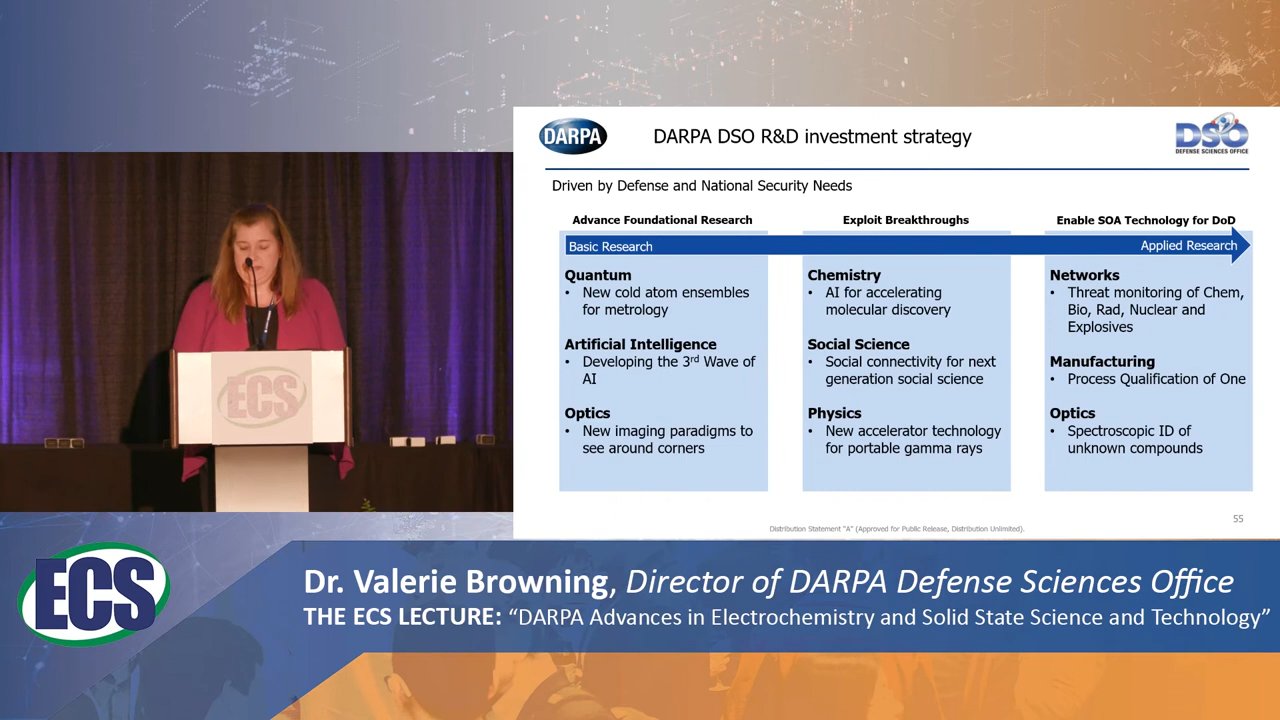 DARPA
DARPA DSO R&D investment strategy
DSO
DEFENSE SCIENCES OFFICE
Driven by Defense and National Security Needs
Advance Foundational Research
Exploit Breakthroughs
Enable SOA Technology for DoD
Basic Research
Applied Research
Quantum
• New cold atom ensembles
for metrology
Artificial Intelligence
• Developing the 3rd Wave of
AI
Optics
• New imaging paradigms to
see around corners
Chemistry
• AI for accelerating
molecular discovery
Social Science
• Social connectivity for next
generation social science
Physics
• New accelerator technology
for portable gamma rays
Networks
• Threat monitoring of Chem,
Bio, Rad, Nuclear and
Explosives
Manufacturing
• Process Qualification of One
Optics
• Spectroscopic ID of
unknown compounds
55
Distribution Statement "A" (Approved for Public Release, Distribution Unlimited).
ECS
ECS
Dr. Valerie Browning, Director of DARPA Defense Sciences Office
THE ECS LECTURE: “DARPA Advances in Electrochemistry and Solid State Science and Technology”